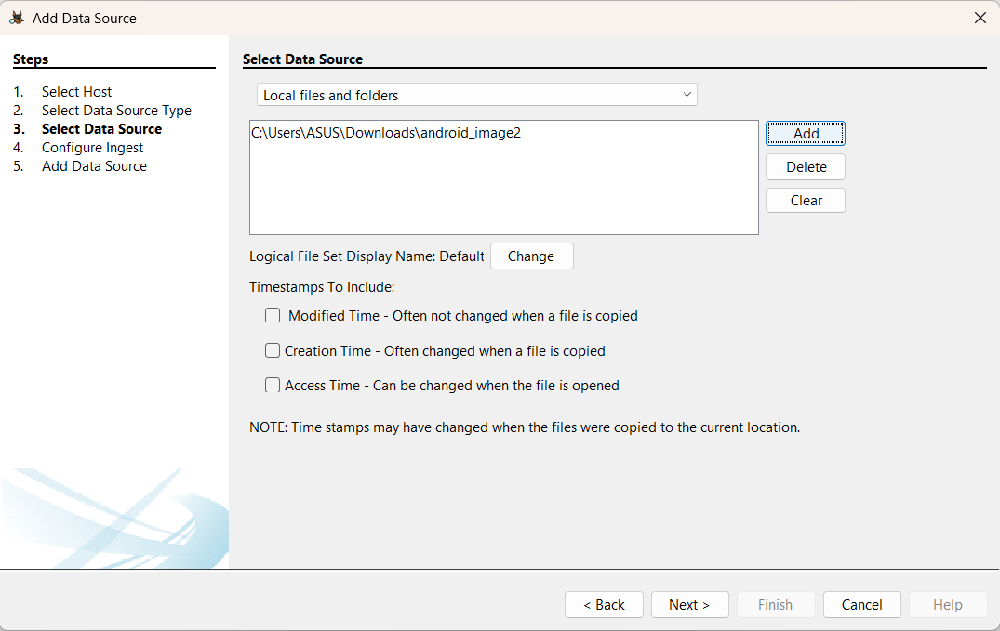 Add Data Source
Steps
1. Select Host
2. Select Data Source Type
3. Select Data Source
4. Configure Ingest
5. Add Data Source
Select Data Source
Local files and folders
C:\Users\ASUS\Downloads\android_image2
Add
Delete
Clear
Logical File Set Display Name: Default Change
Timestamps To Include:
Modified Time - Often not changed when a file is copied
Creation Time - Often changed when a file is copied
Access Time - Can be changed when the file is opened
NOTE: Time stamps may have changed when the files were copied to the current location.
< Back Next > Finish Cancel Help